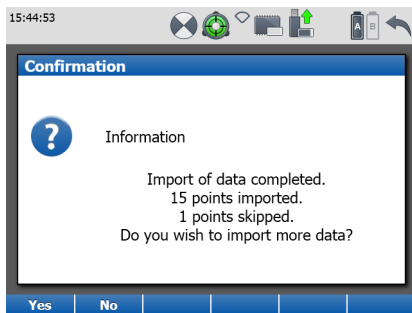 15:44:53
A
B
Confirmation
?
Information
Import of data completed.
15 points imported.
1 points skipped.
Do you wish to import more data?
Yes
No